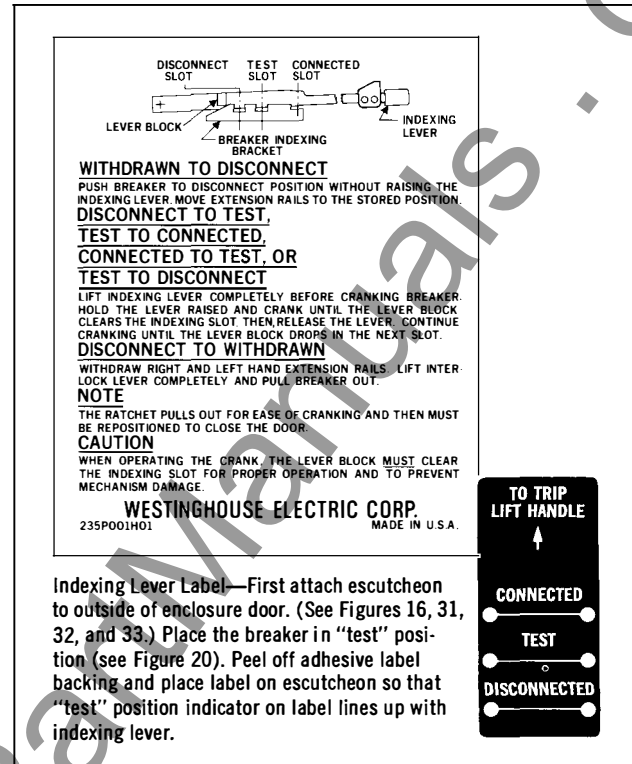 DISCONNECT TEST CONNECTED
SLOT SLOT SLOT
LEVER BLOCK
INDEXING
LEVER
BREAKER INDEXING
BRACKET
WITHDRAWN TO DISCONNECT
PUSH BREAKER TO DISCONNECT POSITION WITHOUT RAISING THE
INDEXING LEVER. MOVE EXTENSION RAILS TO THE STORED POSITION.
DISCONNECT TO TEST,
TEST TO CONNECTED,
CONNECTED TO TEST, OR
TEST TO DISCONNECT
LIFT INDEXING LEVER COMPLETELY BEFORE CRANKING BREAKER.
HOLD THE LEVER RAISED AND CRANK UNTIL THE LEVER BLOCK
CLEARS THE INDEXING SLOT. THEN, RELEASE THE LEVER. CONTINUE
CRANKING UNTIL THE LEVER BLOCK DROPS IN THE NEXT SLOT.
DISCONNECT TO WITHDRAWN
WITHDRAW RIGHT AND LEFT HAND EXTENSION RAILS. LIFT INTER-
LOCK LEVER COMPLETELY AND PULL BREAKER OUT.
NOTE
THE RATCHET PULLS OUT FOR EASE OF CRANKING AND THEN MUST
BE REPOSITIONED TO CLOSE THE DOOR.
CAUTION
WHEN OPERATING THE CRANK, THE LEVER BLOCK MUST CLEAR
THE INDEXING SLOT FOR PROPER OPERATION AND TO PREVENT
MECHANISM DAMAGE.
WESTINGHOUSE ELECTRIC CORP.
235P001H01 MADE IN U.S.A.
TO TRIP
LIFT HANDLE
CONNECTED
TEST
DISCONNECTED
Indexing Lever Label—First attach escutcheon
to outside of enclosure door. (See Figures 16, 31,
32, and 33.) Place the breaker in "test" posi-
tion (see Figure 20). Peel off adhesive label
backing and place label on escutcheon so that
"test" position indicator on label lines up with
indexing lever.